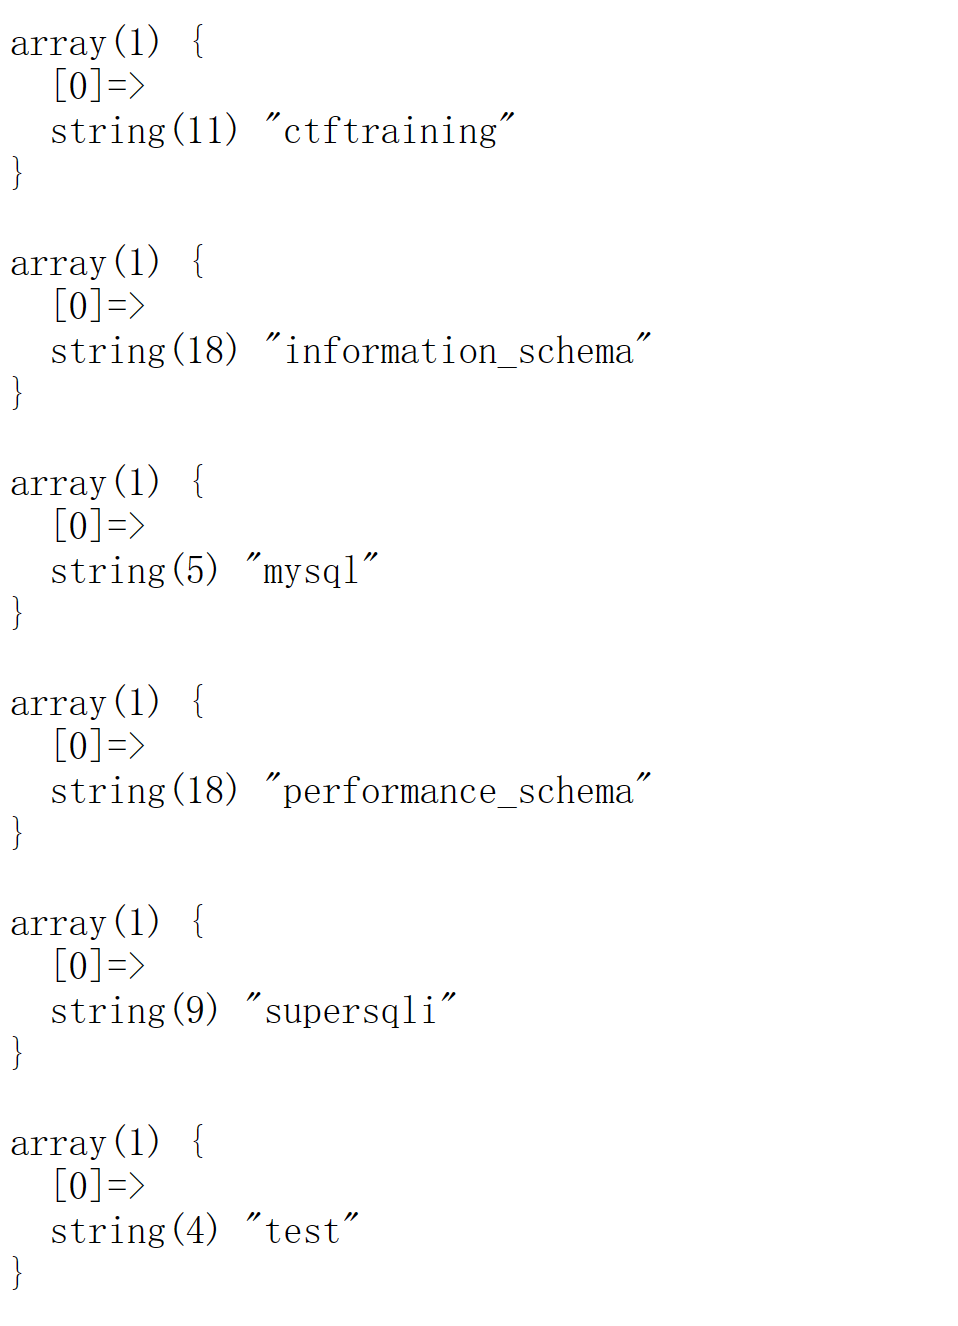 array(1) {
  [0]=>
  string(11) "ctftraining"
}

array(1) {
  [0]=>
  string(18) "information_schema"
}

array(1) {
  [0]=>
  string(5) "mysql"
}

array(1) {
  [0]=>
  string(18) "performance_schema"
}

array(1) {
  [0]=>
  string(9) "supersqli"
}

array(1) {
  [0]=>
  string(4) "test"
}